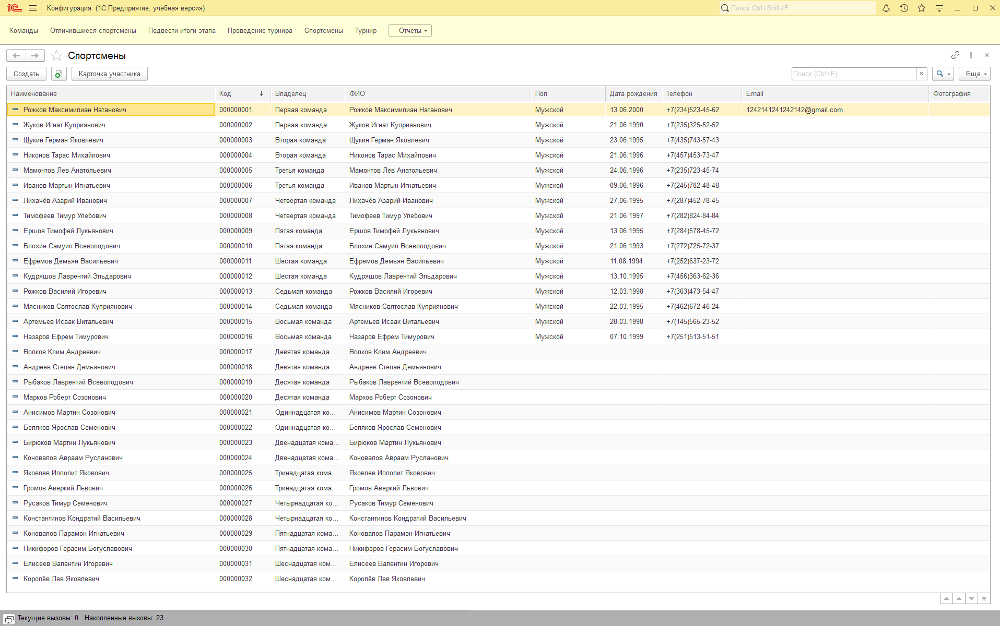 1С Конфигурация (1С:Предприятие, учебная версия) Поиск Ctrl+Shift+F
Команды Отличившиеся спортсмены Подвести итоги этапа Проведение турнира Спортсмены Турнир Отчеты
Спортсмены
Создать Карточка участника Поиск (Ctrl+F) × Еще
Наименование Код ↓ Владелец ФИО Пол Дата рождения Телефон Email Фотография
Рожков Максимилиан Натанович 000000001 Первая команда Рожков Максимилиан Натанович Мужской 13.06.2000 +7(234)523-45-62 1242141241242142@gmail.com
Жуков Игнат Куприянович 000000002 Первая команда Жуков Игнат Куприянович Мужской 21.06.1990 +7(235)325-52-52
Щукин Герман Яковлевич 000000003 Вторая команда Щукин Герман Яковлевич Мужской 23.06.1995 +7(435)743-57-43
Никонов Тарас Михайлович 000000004 Вторая команда Никонов Тарас Михайлович Мужской 21.06.1996 +7(457)453-73-47
Мамонтов Лев Анатольевич 000000005 Третья команда Мамонтов Лев Анатольевич Мужской 24.06.1996 +7(235)723-45-74
Иванов Мартын Игнатьевич 000000006 Третья команда Иванов Мартын Игнатьевич Мужской 09.06.1996 +7(245)782-48-48
Лихачёв Азарий Иванович 000000007 Четвертая команда Лихачёв Азарий Иванович Мужской 27.06.1995 +7(287)452-78-45
Тимофеев Тимур Улебович 000000008 Четвертая команда Тимофеев Тимур Улебович Мужской 21.06.1997 +7(282)824-84-84
Ершов Тимофей Лукьянович 000000009 Пятая команда Ершов Тимофей Лукьянович Мужской 13.06.1995 +7(284)578-45-72
Блохин Самуил Всеволодович 000000010 Пятая команда Блохин Самуил Всеволодович Мужской 21.06.1993 +7(272)725-72-37
Ефремов Демьян Васильевич 000000011 Шестая команда Ефремов Демьян Васильевич Мужской 11.08.1994 +7(252)637-23-72
Кудряшов Лаврентий Эльдарович 000000012 Шестая команда Кудряшов Лаврентий Эльдарович Мужской 13.10.1995 +7(456)363-62-36
Рожков Василий Игоревич 000000013 Седьмая команда Рожков Василий Игоревич Мужской 12.03.1998 +7(363)473-54-47
Мясников Святослав Куприянович 000000014 Седьмая команда Мясников Святослав Куприянович Мужской 22.03.1995 +7(462)672-46-24
Артемьев Исаак Витальевич 000000015 Восьмая команда Артемьев Исаак Витальевич Мужской 28.03.1998 +7(145)565-23-52
Назаров Ефрем Тимурович 000000016 Восьмая команда Назаров Ефрем Тимурович Мужской 07.10.1999 +7(251)513-51-51
Волков Клим Андреевич 000000017 Девятая команда Волков Клим Андреевич
Андреев Степан Демьянович 000000018 Девятая команда Андреев Степан Демьянович
Рыбаков Лаврентий Всеволодович 000000019 Десятая команда Рыбаков Лаврентий Всеволодович
Марков Роберт Созонович 000000020 Десятая команда Марков Роберт Созонович
Анисимов Мартин Созонович 000000021 Одиннадцатая ко... Анисимов Мартин Созонович
Беляков Ярослав Семенович 000000022 Одиннадцатая ко... Беляков Ярослав Семенович
Бирюков Мартин Лукьянович 000000023 Двенадцатая кома... Бирюков Мартин Лукьянович
Коновалов Авраам Русланович 000000024 Двенадцатая кома... Коновалов Авраам Русланович
Яковлев Ипполит Яковович 000000025 Тринадцатая кома... Яковлев Ипполит Яковович
Громов Аверкий Львович 000000026 Тринадцатая кома... Громов Аверкий Львович
Русаков Тимур Семёнович 000000027 Четырнадцатая ко... Русаков Тимур Семёнович
Константинов Кондратий Васильевич 000000028 Четырнадцатая ко... Константинов Кондратий Васильевич
Коновалов Парамон Игнатьевич 000000029 Пятнадцатая кома... Коновалов Парамон Игнатьевич
Никифоров Герасим Богуславович 000000030 Пятнадцатая кома... Никифоров Герасим Богуславович
Елисеев Валентин Игоревич 000000031 Шеснадцатая ком... Елисеев Валентин Игоревич
Королёв Лев Яковлевич 000000032 Шеснадцатая ком... Королёв Лев Яковлевич
Текущие вызовы: 0 Накопленные вызовы: 23